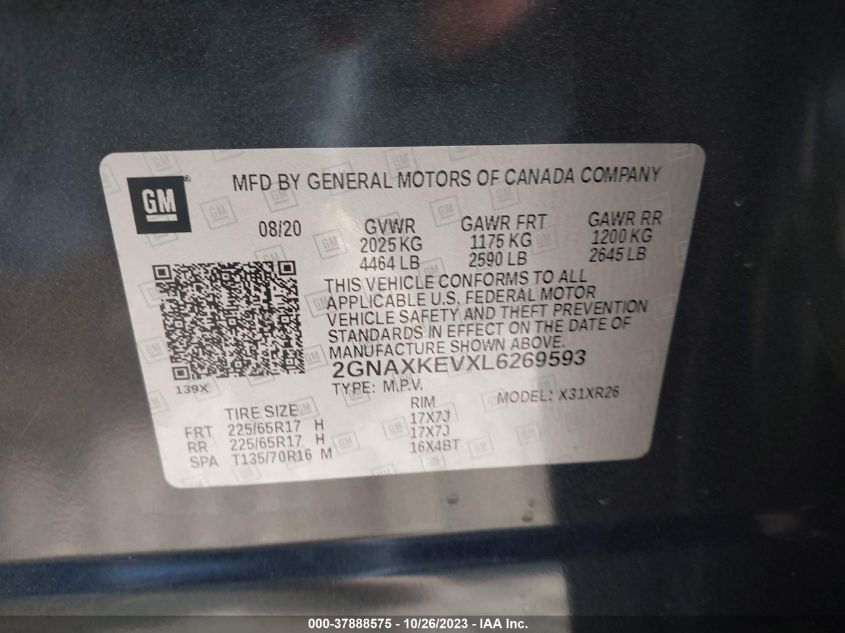 GM
MFD BY GENERAL MOTORS OF CANADA COMPANY
08/20 GVWR GAWR FRT GAWR RR
2025 KG 1175 KG 1200 KG
4464 LB 2590 LB 2645 LB
THIS VEHICLE CONFORMS TO ALL
APPLICABLE U.S. FEDERAL MOTOR
VEHICLE SAFETY AND THEFT PREVENTION
STANDARDS IN EFFECT ON THE DATE OF
MANUFACTURE SHOWN ABOVE.
2GNAXKEVXL6269593
139X
TYPE: M.P.V. MODEL: X31XR26
TIRE SIZE RIM
FRT 225/65R17 H 17X7J
RR 225/65R17 H 17X7J
SPA T135/70R16 M 16X4BT
000-37888575 - 10/26/2023 - IAA Inc.